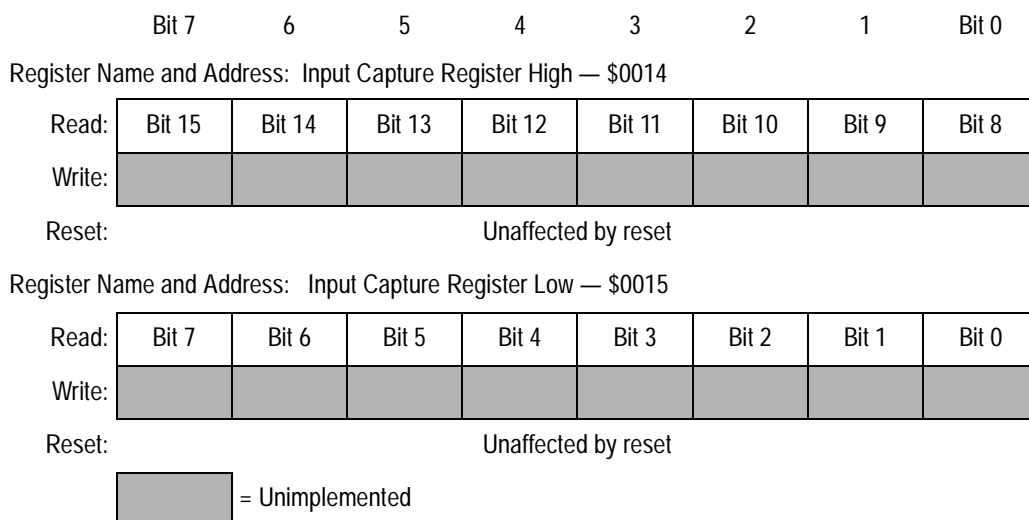 Bit 7 6 5 4 3 2 1 Bit 0
Register Name and Address: Input Capture Register High — $0014
Read: Bit 15 Bit 14 Bit 13 Bit 12 Bit 11 Bit 10 Bit 9 Bit 8
Write:
Reset: Unaffected by reset
Register Name and Address: Input Capture Register Low — $0015
Read: Bit 7 Bit 6 Bit 5 Bit 4 Bit 3 Bit 2 Bit 1 Bit 0
Write:
Reset: Unaffected by reset
= Unimplemented